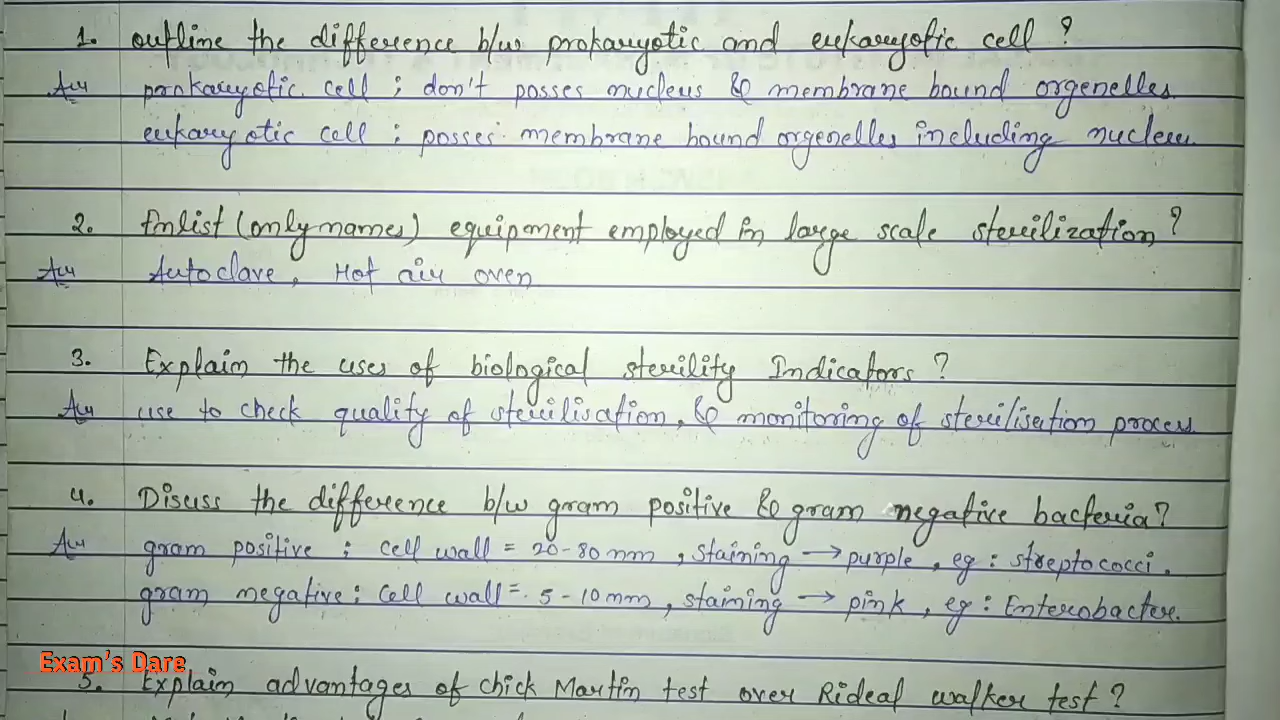 1. outline the difference b/w prokaryotic and eukaryotic cell ?
Ans prokaryotic cell ; don't posses nucleus & membrane bound orgenelles
eukaryotic cell ; posses membrane bound orgenelles including nucleus
2. Enlist (only names) equipment employed in large scale sterilization ?
Ans Autoclave, Hot air oven
3. Explain the uses of biological sterility Indicators ?
Ans use to check quality of sterilisation, & monitoring of sterilisation process
4. Disuss the difference b/w gram positive & gram negative bacteria?
Ans gram positive ; cell wall = 20-80 nm, staining → purple, eg : streptococci.
gram negative ; cell wall = 5-10 nm, staining → pink, eg : Enterobacter.
Exam's Dare
5. Explain advantages of chick Martin test over Rideal walker test ?